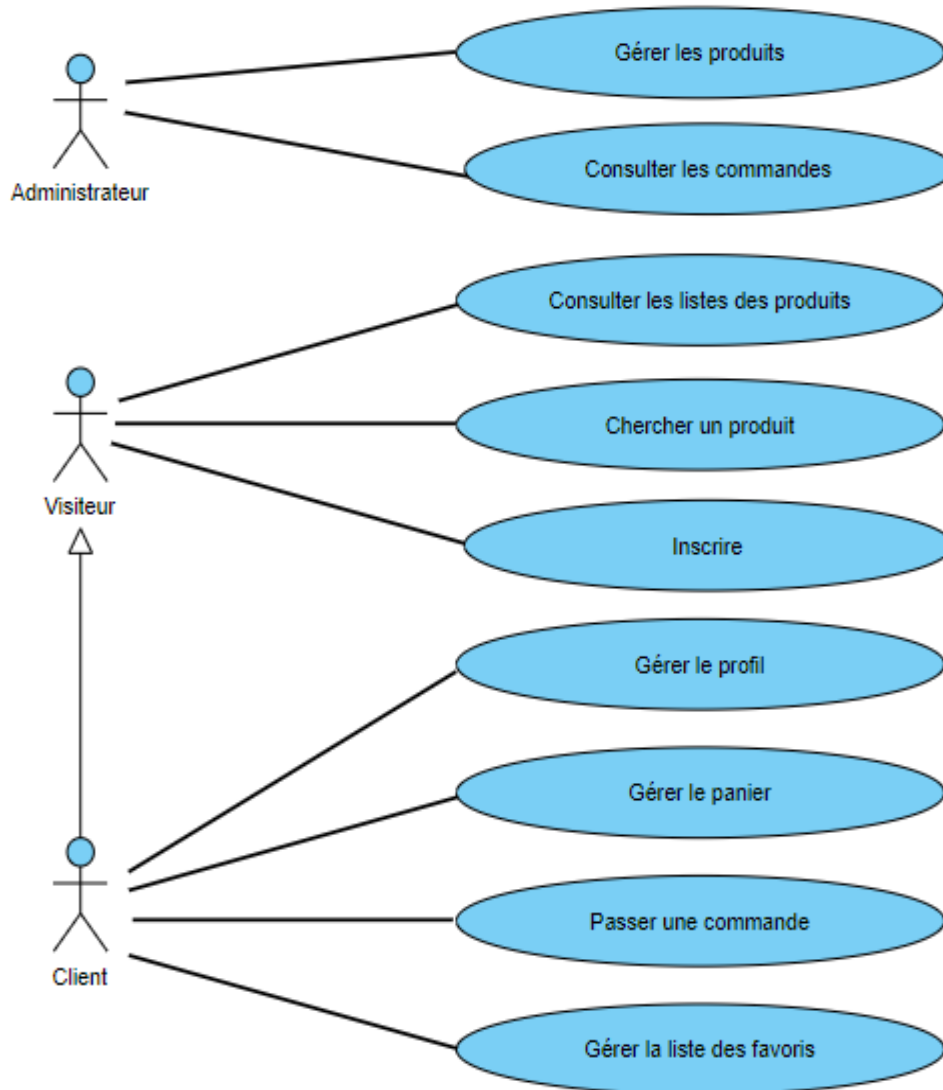 Gérer les produits
Administrateur
Consulter les commandes
Consulter les listes des produits
Chercher un produit
Visiteur
Inscrire
Gérer le profil
Gérer le panier
Passer une commande
Client
Gérer la liste des favoris